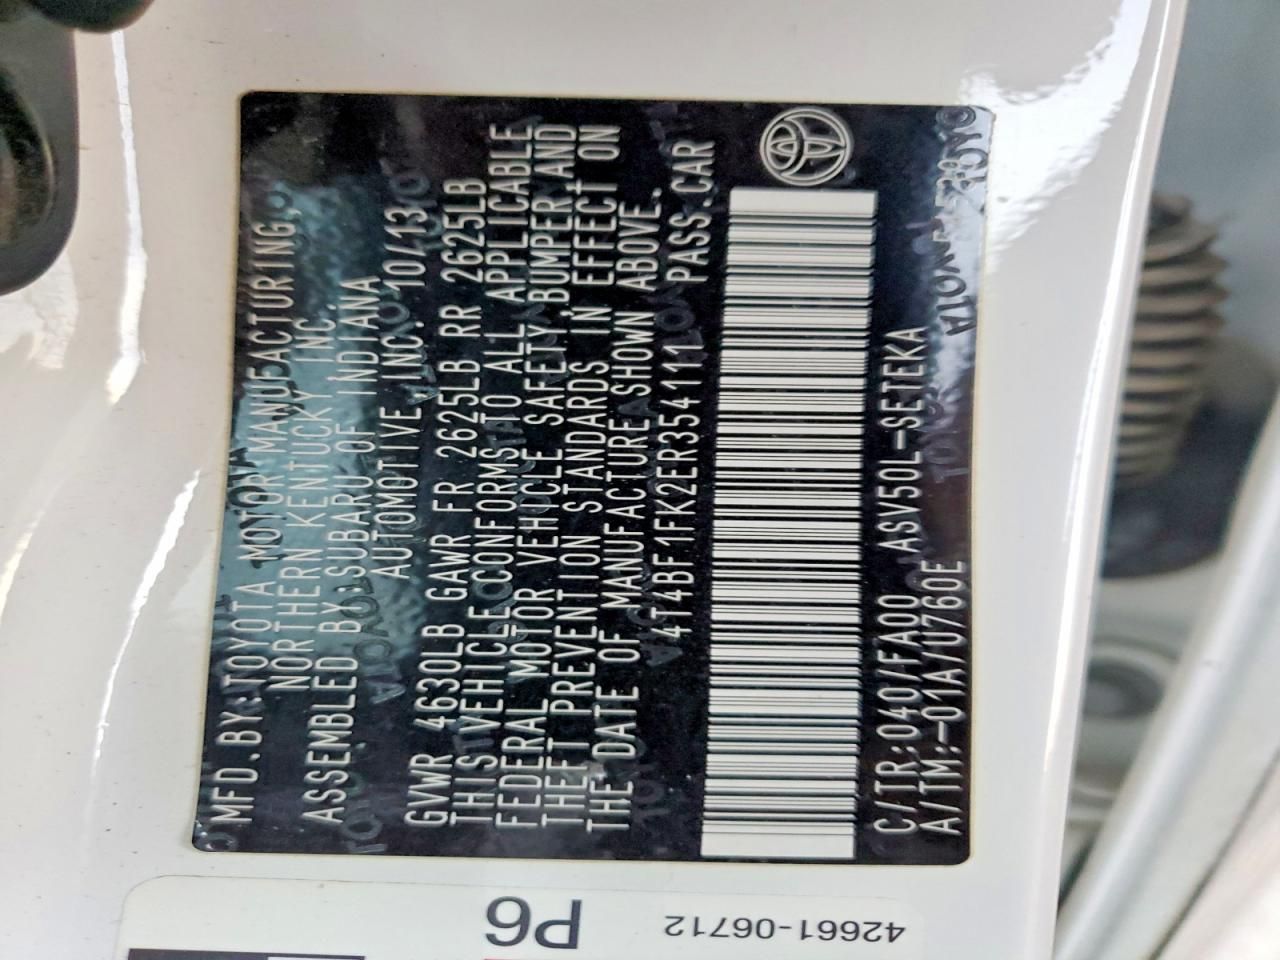 MFD.BY:TOYOTA MOTOR MANUFACTURING,
NORTHERN KENTUCKY INC.
ASSEMBLED BY:SUBARU OF INDIANA
AUTOMOTIVE INC. 10/13
GVWR 4630LB GAWR FR 2625LB RR 2625LB
THIS VEHICLE CONFORMS TO ALL APPLICABLE
FEDERAL MOTOR VEHICLE SAFETY, BUMPER, AND
THEFT PREVENTION STANDARDS IN EFFECT ON
THE DATE OF MANUFACTURE SHOWN ABOVE.
4T4BF1FK2ER354111 PASS.CAR
C/TR:040/FA00 ASV50L-SETEKA
A/TM:-01A/U760E
P6
42661-06712